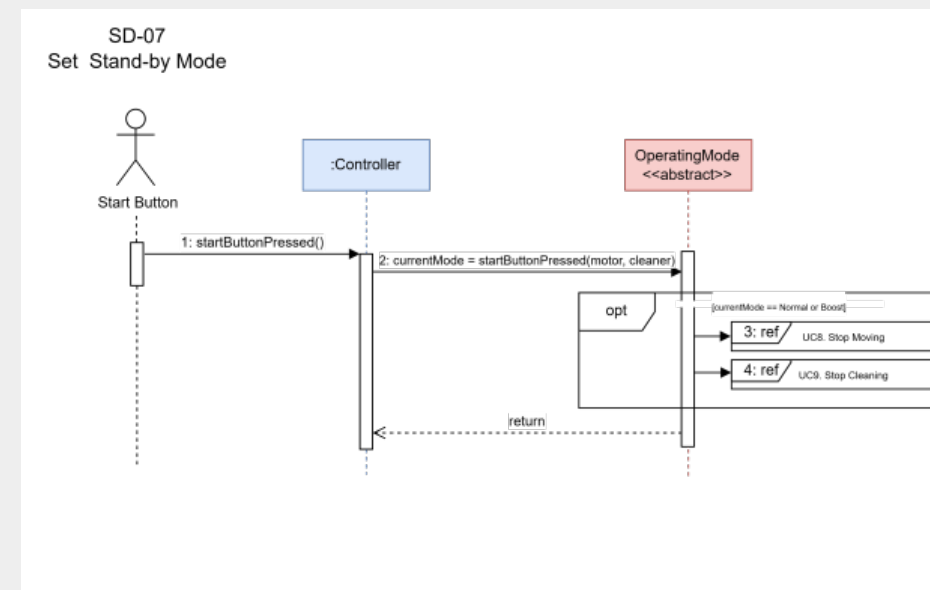 SD-07
Set Stand-by Mode
Start Button
:Controller
OperatingMode
<<abstract>>
1: startButtonPressed()
2: currentMode = startButtonPressed(motor, cleaner)
opt
[currentMode == Normal or Boost]
3: ref
UC8. Stop Moving
4: ref
UC9. Stop Cleaning
return